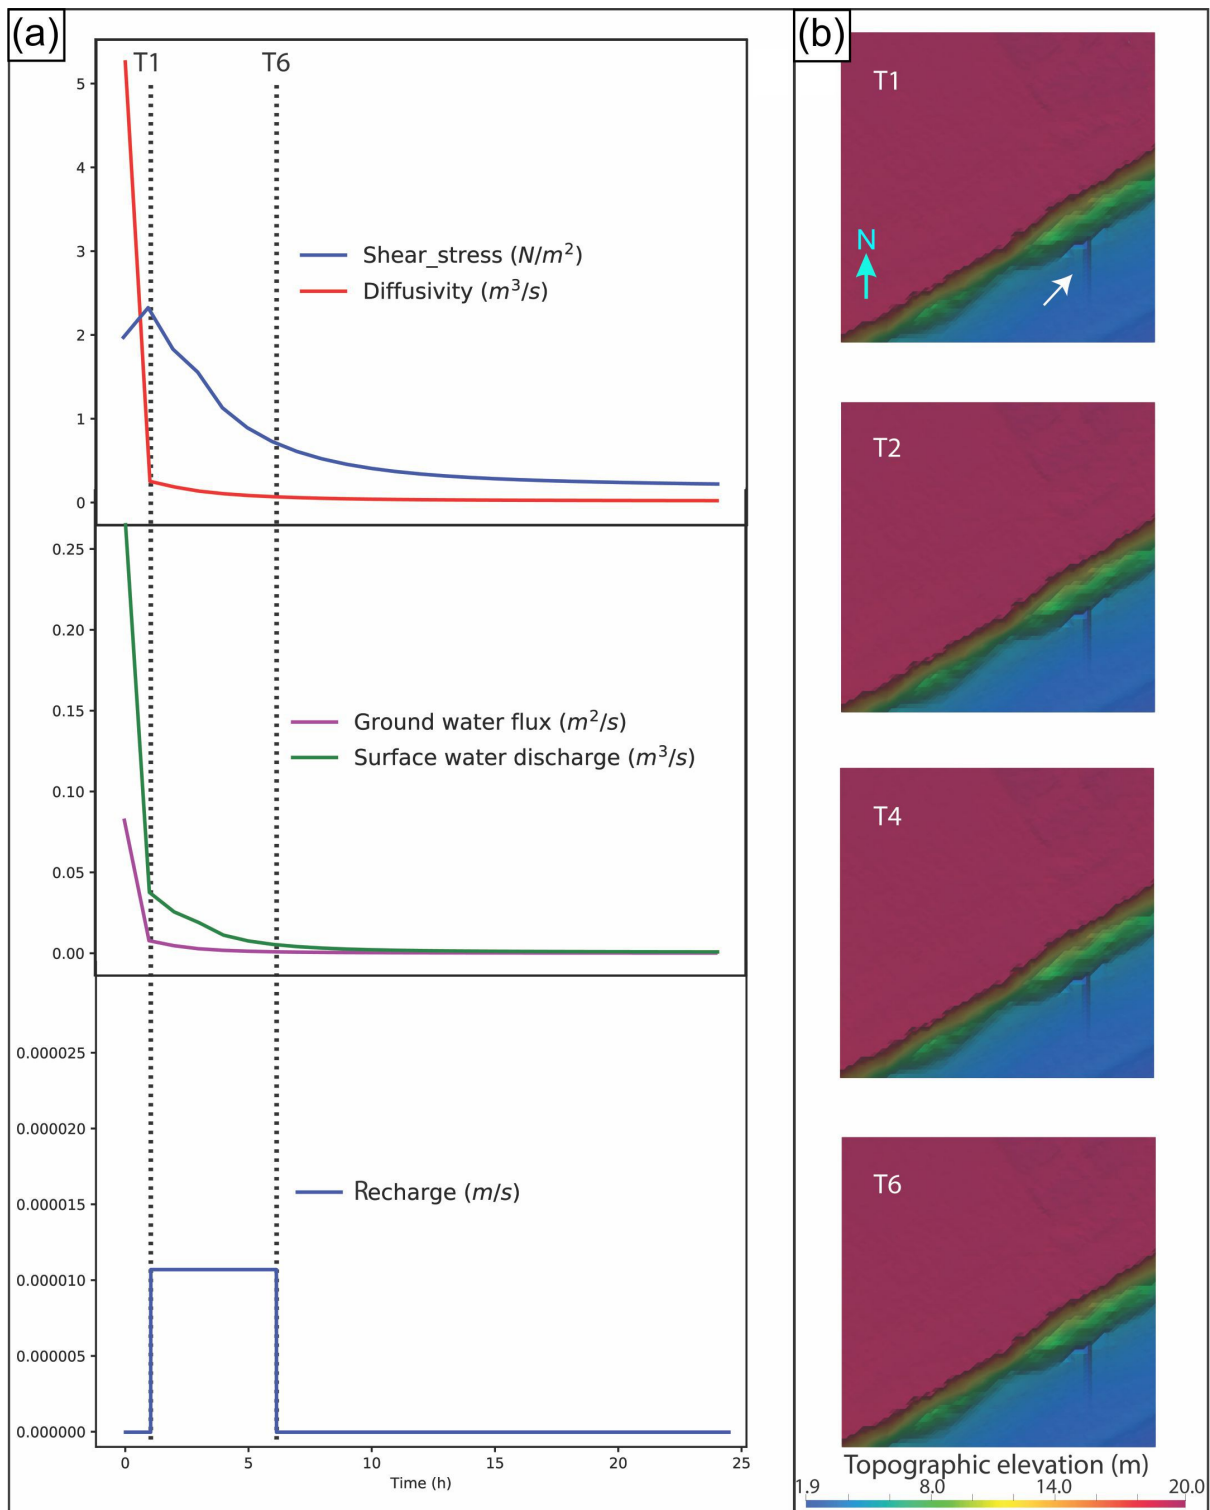 (a)
T1 T6
5
4
3
2
1
0
Shear_stress (N/m²)
Diffusivity (m³/s)
0.25
0.20
0.15
0.10
0.05
0.00
Ground water flux (m²/s)
Surface water discharge (m³/s)
0.000025
0.000020
0.000015
0.000010
0.000005
0.000000
Recharge (m/s)
0 5 10 15 20 25
Time (h)
(b)
T1
N
T2
T4
T6
Topographic elevation (m)
1.9 8.0 14.0 20.0